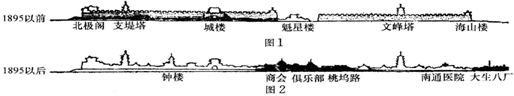 1895以前
北极阁 支堤塔 城楼 魁星楼 文峰塔 海山楼
图1
1895以后
钟楼 商会 俱乐部 桃坞路 南通医院 大生八厂
图2